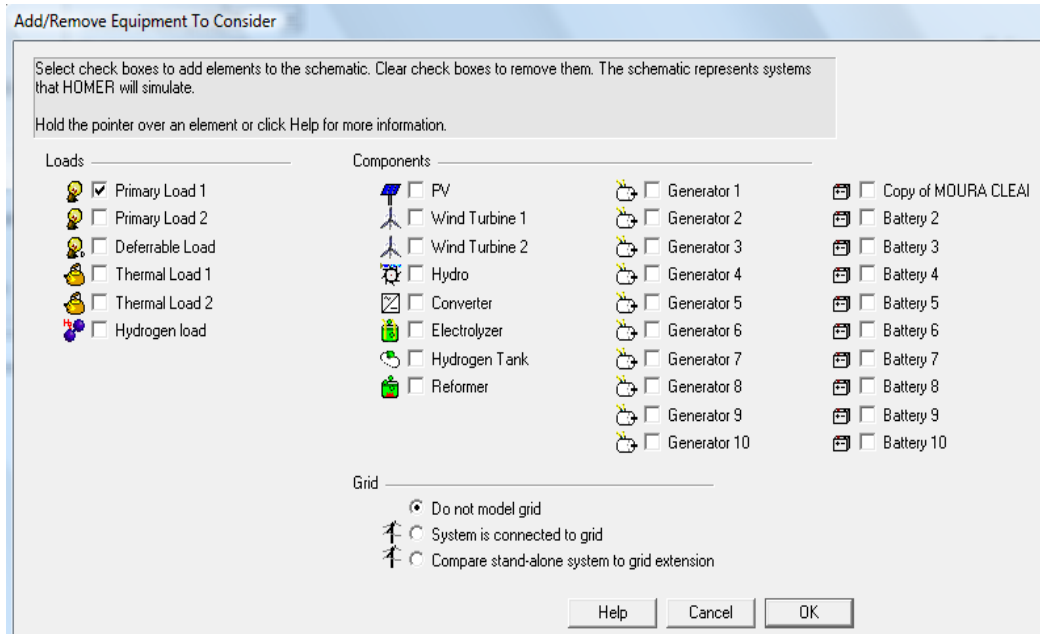 Add/Remove Equipment To Consider
Select check boxes to add elements to the schematic. Clear check boxes to remove them. The schematic represents systems
that HOMER will simulate.
Hold the pointer over an element or click Help for more information.
Loads
Primary Load 1
Primary Load 2
Deferrable Load
Thermal Load 1
Thermal Load 2
Hydrogen load
Components
PV
Wind Turbine 1
Wind Turbine 2
Hydro
Converter
Electrolyzer
Hydrogen Tank
Reformer
Generator 1
Generator 2
Generator 3
Generator 4
Generator 5
Generator 6
Generator 7
Generator 8
Generator 9
Generator 10
Copy of MOURA CLEAI
Battery 2
Battery 3
Battery 4
Battery 5
Battery 6
Battery 7
Battery 8
Battery 9
Battery 10
Grid
Do not model grid
System is connected to grid
Compare stand-alone system to grid extension
Help
Cancel
OK